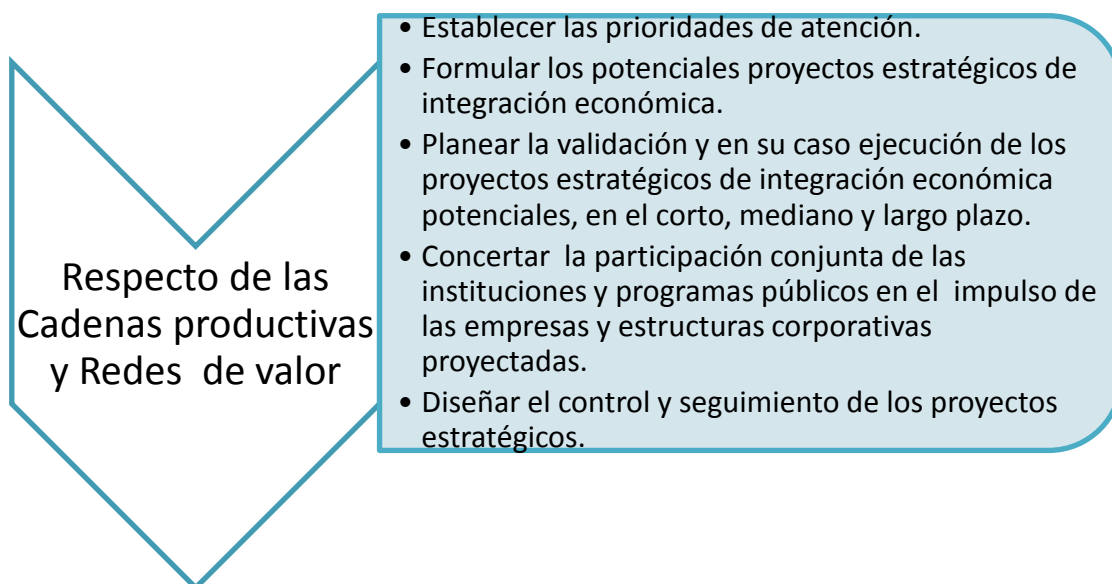 Respecto de las
Cadenas productivas
y Redes  de valor
• Establecer las prioridades de atención.
• Formular los potenciales proyectos estratégicos de
integración económica.
• Planear la validación y en su caso ejecución de los
proyectos estratégicos de integración económica
potenciales, en el corto, mediano y largo plazo.
• Concertar  la participación conjunta de las
instituciones y programas públicos en el  impulso de
las empresas y estructuras corporativas
proyectadas.
• Diseñar el control y seguimiento de los proyectos
estratégicos.